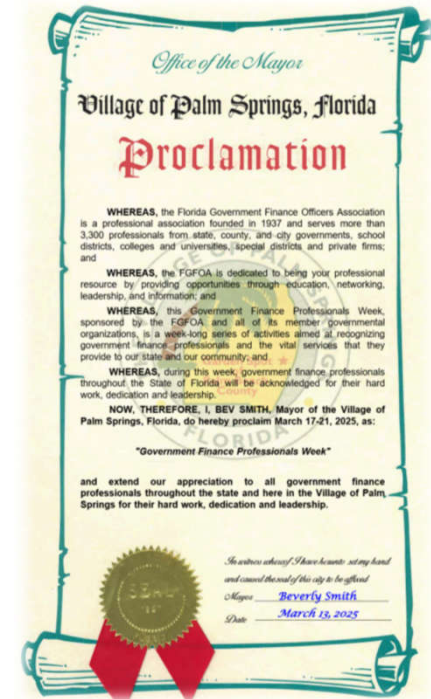 Office of the Mayor
Village of Palm Springs, Florida
Proclamation
WHEREAS, the Florida Government Finance Officers Association
is a professional association founded in 1937 and serves more than
3,300 professionals from state, county, and city governments, school
districts, colleges and universities, special districts and private firms;
and
WHEREAS, the FGFOA is dedicated to being your professional
resource by providing opportunities through education, networking,
leadership, and information; and
WHEREAS, this Government Finance Professionals Week,
sponsored by the FGFOA and all of its member governmental
organizations, is a week-long series of activities aimed at recognizing
government finance professionals and the vital services that they
provide to our state and our community; and
WHEREAS, during this week, government finance professionals
throughout the State of Florida will be acknowledged for their hard
work, dedication and leadership.
NOW, THEREFORE, I, BEV SMITH, Mayor of the Village of
Palm Springs, Florida, do hereby proclaim March 17-21, 2025, as:
"Government Finance Professionals Week"
and extend our appreciation to all government finance
professionals throughout the state and here in the Village of Palm
Springs for their hard work, dedication and leadership.
VILLAGE OF PALM SPRINGS
County
FLORIDA
In witness whereof I have hereunto set my hand
and caused the seal of this city to be affixed
Mayor Beverly Smith
Date March 13, 2025
SEAL